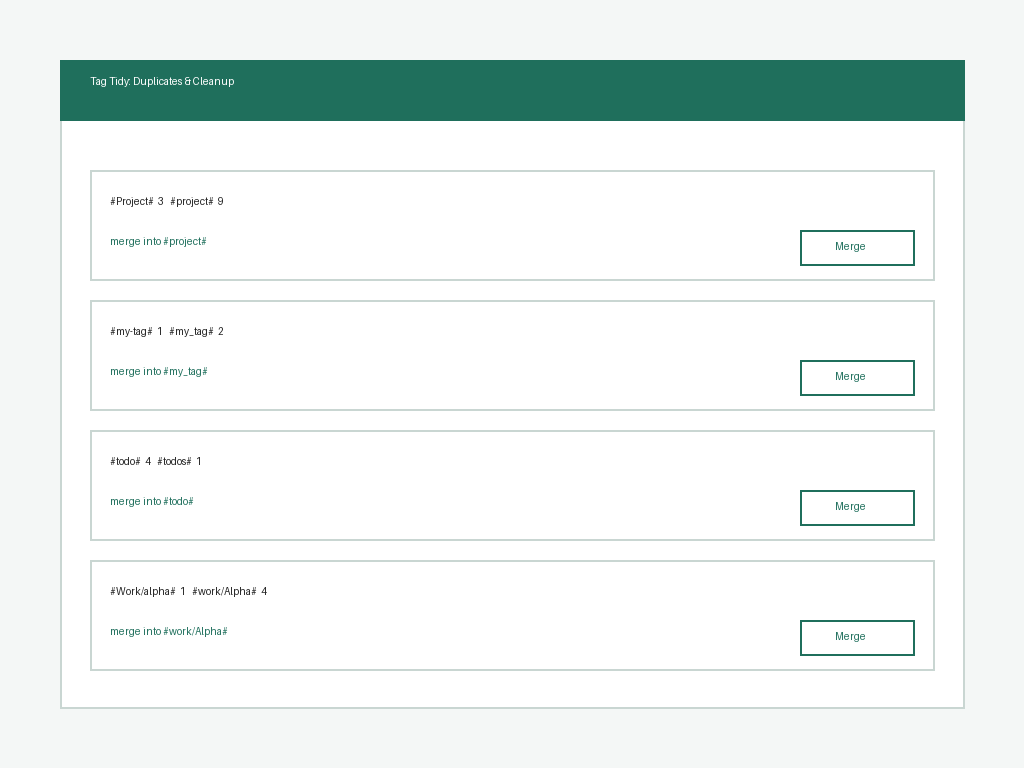 Tag Tidy: Duplicates & Cleanup
#Project# 3 #project# 9
merge into #project#
Merge
#my-tag# 1 #my_tag# 2
merge into #my_tag#
Merge
#todo# 4 #todos# 1
merge into #todo#
Merge
#Work/alpha# 1 #work/Alpha# 4
merge into #work/Alpha#
Merge